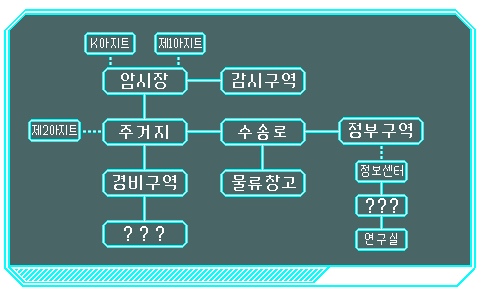 K아지트
제1아지트
암시장
감시구역
제2아지트
주거지
수송로
정부구역
경비구역
물류창고
정보센터
? ? ?
???
연구실